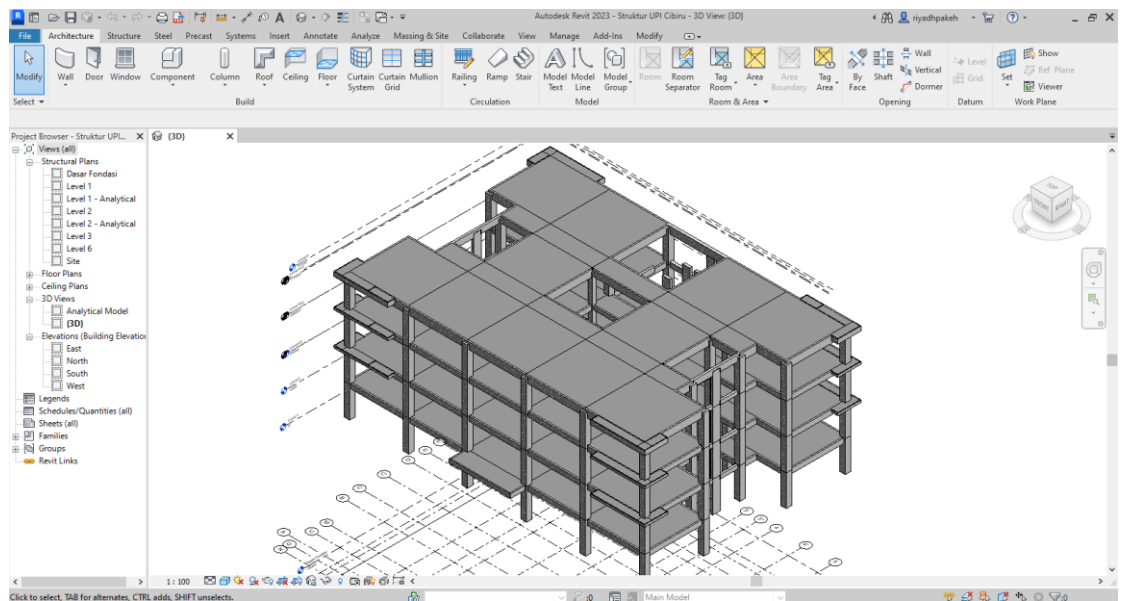 Autodesk Revit 2023 - Struktur UPI Cibiru - 3D View: {3D}
riyadhpakeh
File Architecture Structure Steel Precast Systems Insert Annotate Analyze Massing & Site Collaborate View Manage Add-Ins Modify
Modify Wall Door Window Component Column Roof Ceiling Floor Curtain System Curtain Grid Mullion Railing Ramp Stair Model Text Model Line Model Group Room Room Separator Tag Room Area Area Boundary Tag Area By Face Shaft Wall Vertical Dormer Level Grid Set Show Ref Plane Viewer
Select Build Circulation Model Room & Area Opening Datum Work Plane
Project Browser - Struktur UPI... {3D}
Views (all)
Structural Plans
Dasar Fondasi
Level 1
Level 1 - Analytical
Level 2
Level 2 - Analytical
Level 3
Level 6
Site
Floor Plans
Ceiling Plans
3D Views
Analytical Model
{3D}
Elevations (Building Elevation
East
North
South
West
Legends
Schedules/Quantities (all)
Sheets (all)
Families
Groups
Revit Links
TOP
FRONT
RIGHT
1 : 100
Click to select, TAB for alternates, CTRL adds, SHIFT unselects.
:0
Main Model
:0